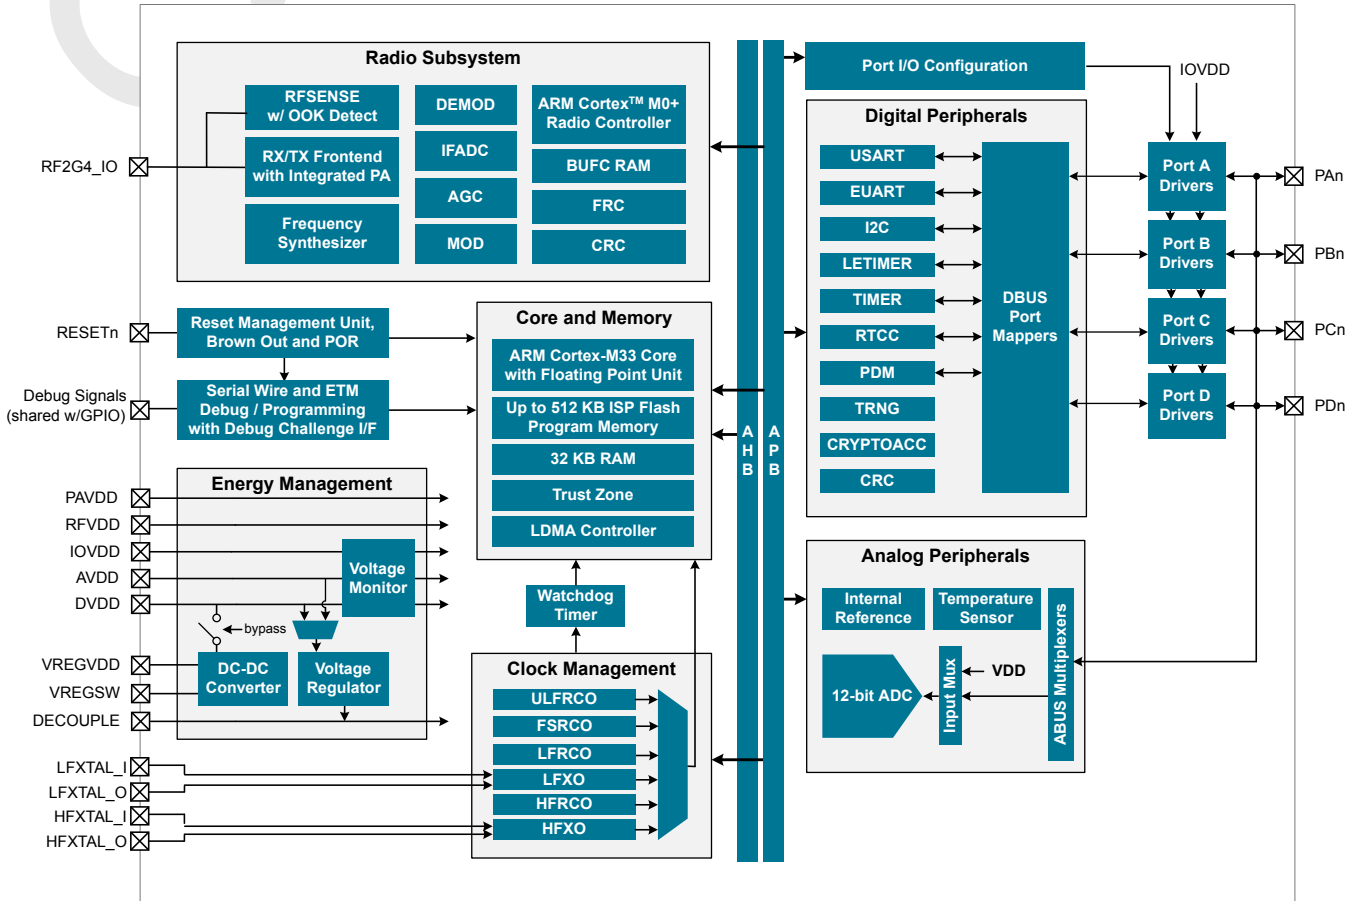 Radio Subsystem
RFSENSE
w/ OOK Detect
RX/TX Frontend
with Integrated PA
Frequency
Synthesizer
DEMOD
IFADC
AGC
MOD
ARM Cortex™ M0+
Radio Controller
BUFC RAM
FRC
CRC
RF2G4_IO
RESETn
Reset Management Unit,
Brown Out and POR
Debug Signals
(shared w/GPIO)
Serial Wire and ETM
Debug / Programming
with Debug Challenge I/F
Core and Memory
ARM Cortex-M33 Core
with Floating Point Unit
Up to 512 KB ISP Flash
Program Memory
32 KB RAM
Trust Zone
LDMA Controller
Energy Management
PAVDD
RFVDD
IOVDD
AVDD
DVDD
VREGVDD
VREGSW
DECOUPLE
Voltage
Monitor
bypass
DC-DC
Converter
Voltage
Regulator
Watchdog
Timer
Clock Management
ULFRCO
FSRCO
LFRCO
LFXO
HFRCO
HFXO
LFXTAL_I
LFXTAL_O
HFXTAL_I
HFXTAL_O
A
H
B
A
P
B
Port I/O Configuration
IOVDD
Digital Peripherals
USART
EUART
I2C
LETIMER
TIMER
RTCC
PDM
TRNG
CRYPTOACC
CRC
DBUS
Port
Mappers
Port A
Drivers
Port B
Drivers
Port C
Drivers
Port D
Drivers
PAn
PBn
PCn
PDn
Analog Peripherals
Internal
Reference
Temperature
Sensor
12-bit ADC
Input Mux
VDD
ABUS Multiplexers